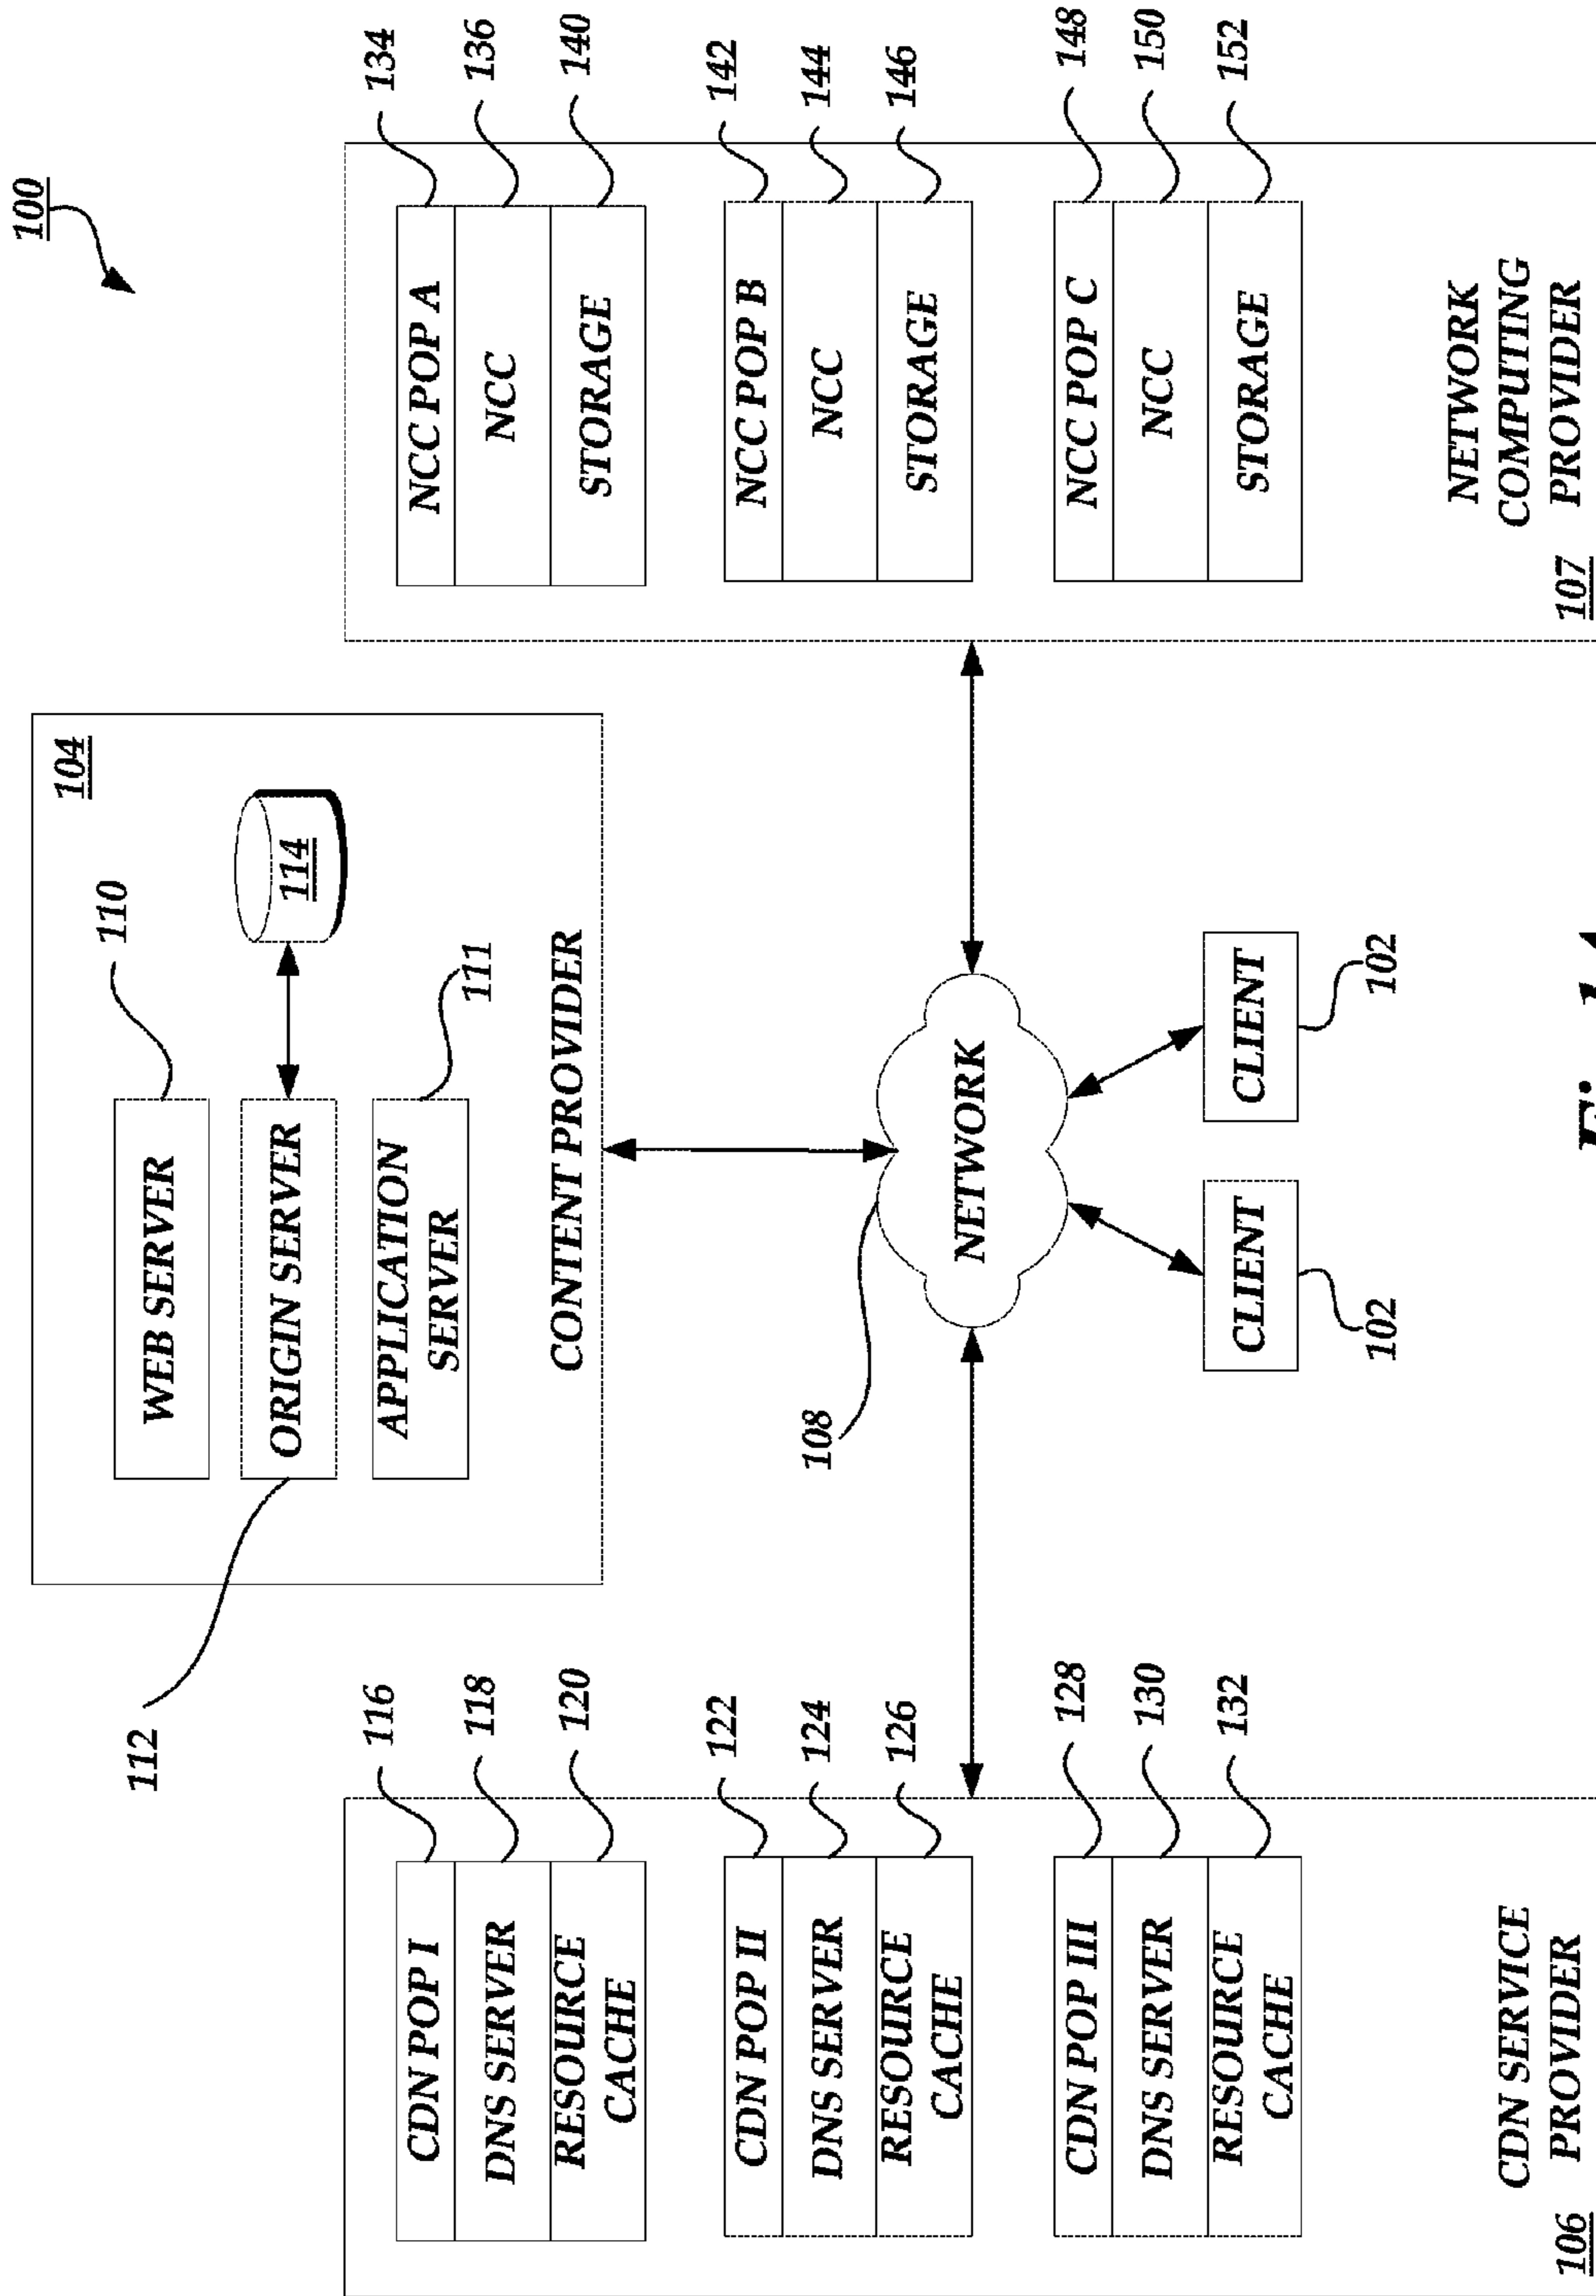 100
104
110
WEB SERVER
ORIGIN SERVER
112
114
APPLICATION
SERVER
111
CONTENT PROVIDER
CDN POP I
116
DNS SERVER
118
RESOURCE
CACHE
120
CDN POP II
122
DNS SERVER
124
RESOURCE
CACHE
126
CDN POP III
128
DNS SERVER
130
RESOURCE
CACHE
132
CDN SERVICE
PROVIDER
106
108
NETWORK
CLIENT
102
CLIENT
102
NCC POP A
134
NCC
136
STORAGE
140
NCC POP B
142
NCC
144
STORAGE
146
NCC POP C
148
NCC
150
STORAGE
152
NETWORK
COMPUTING
PROVIDER
107